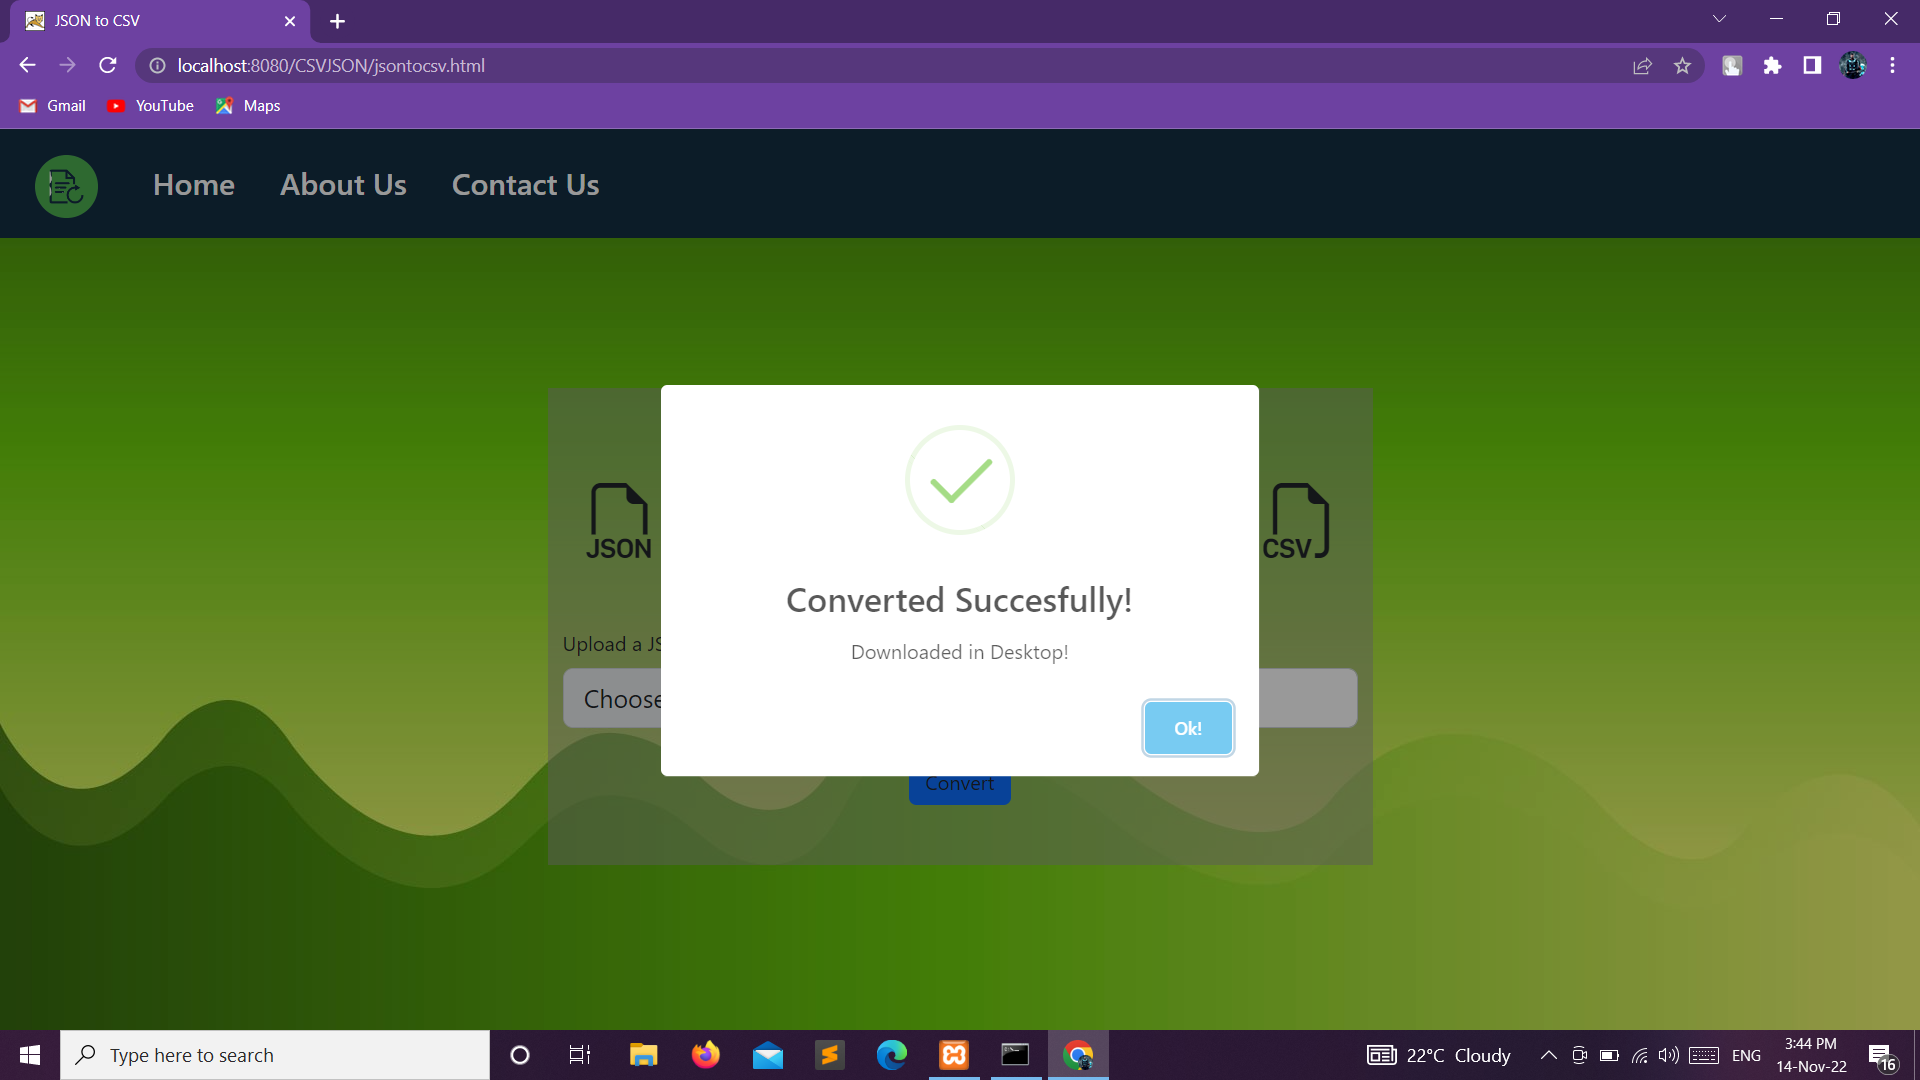 JSON to CSV
localhost:8080/CSVJSON/jsontocsv.html
Gmail YouTube Maps
Home About Us Contact Us
JSON
CSV
Converted Succesfully!
Upload a JS
Downloaded in Desktop!
Choose
Ok!
Convert
Type here to search
22°C Cloudy
ENG
3:44 PM
14-Nov-22
16